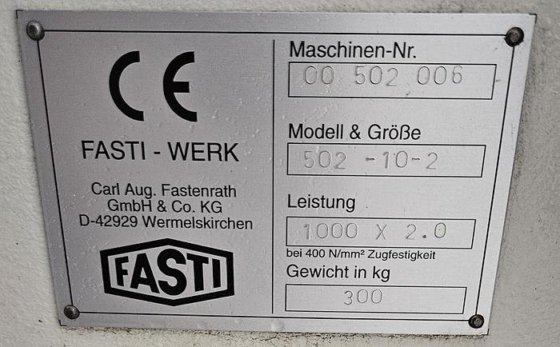 CE
FASTI - WERK
Carl Aug. Fastenrath
GmbH & Co. KG
D-42929 Wermelskirchen
FASTI
Maschinen-Nr.
00 502 006
Modell & Größe
502 -10-2
Leistung
1000 X 2.0
bei 400 N/mm² Zugfestigkeit
Gewicht in kg
300